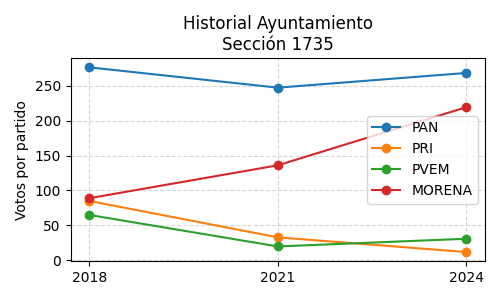 Historial Ayuntamiento
Sección 1735
Votos por partido
250
200
150
100
50
0
2018
2021
2024
PAN
PRI
PVEM
MORENA